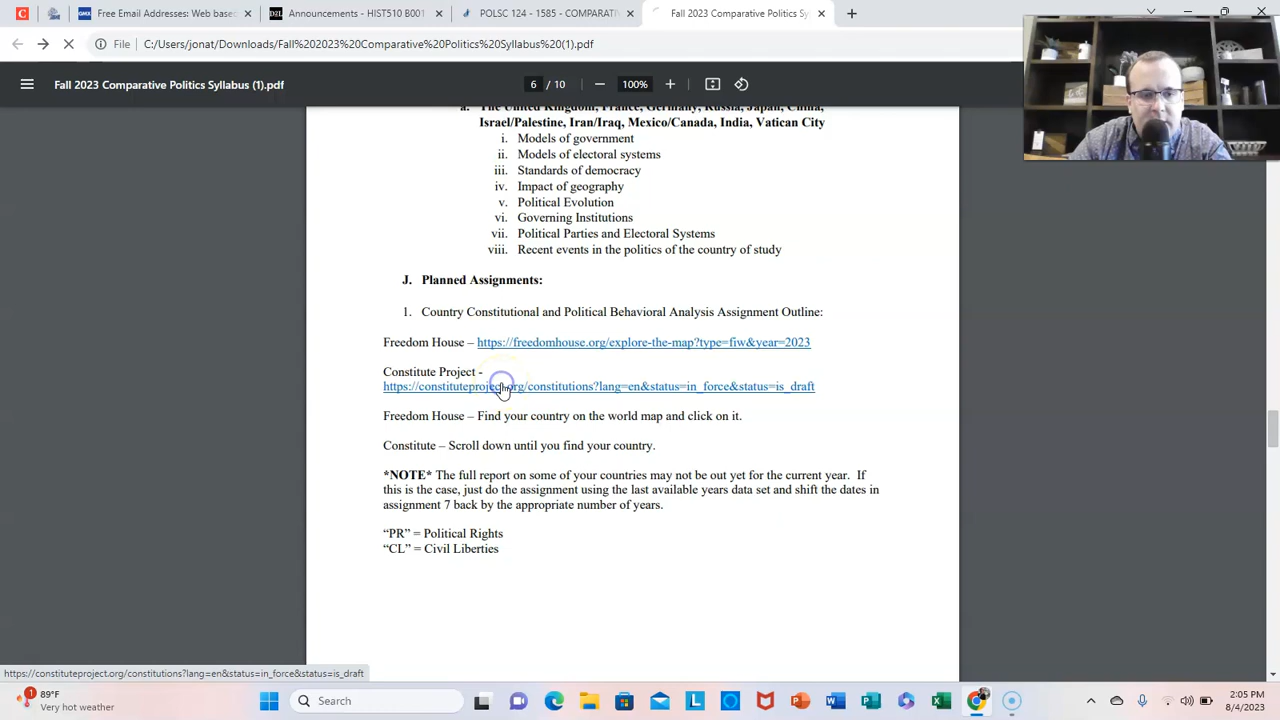 Free Email Addresses: Web base
Announcements - HIST510 B001
POLSC 124 - 1582 - COMPARATI
Fall 2023 Comparative Politics Sy
File
C:/Users/jonat/Downloads/Fall%202023%20Comparative%20Politics%20Syllabus%20(1).pdf
Fall 2023 Comparative Politics Syllabus (1).pdf
6 / 10
100%
a. The United Kingdom, France, Germany, Russia, Japan, China,
Israel/Palestine, Iran/Iraq, Mexico/Canada, India, Vatican City
i. Models of government
ii. Models of electoral systems
iii. Standards of democracy
iv. Impact of geography
v. Political Evolution
vi. Governing Institutions
vii. Political Parties and Electoral Systems
viii. Recent events in the politics of the country of study
J. Planned Assignments:
1. Country Constitutional and Political Behavioral Analysis Assignment Outline:
Freedom House – https://freedomhouse.org/explore-the-map?type=fiw&year=2023
Constitute Project -
https://constituteproject.org/constitutions?lang=en&status=in_force&status=is_draft
Freedom House – Find your country on the world map and click on it.
Constitute – Scroll down until you find your country.
*NOTE* The full report on some of your countries may not be out yet for the current year. If
this is the case, just do the assignment using the last available years data set and shift the dates in
assignment 7 back by the appropriate number of years.
“PR” = Political Rights
“CL” = Civil Liberties
https://constituteproject.org/constitutions?lang=en&status=in_force&status=is_draft
1
89°F
Very hot weather
Search
2:05 PM
8/4/2023